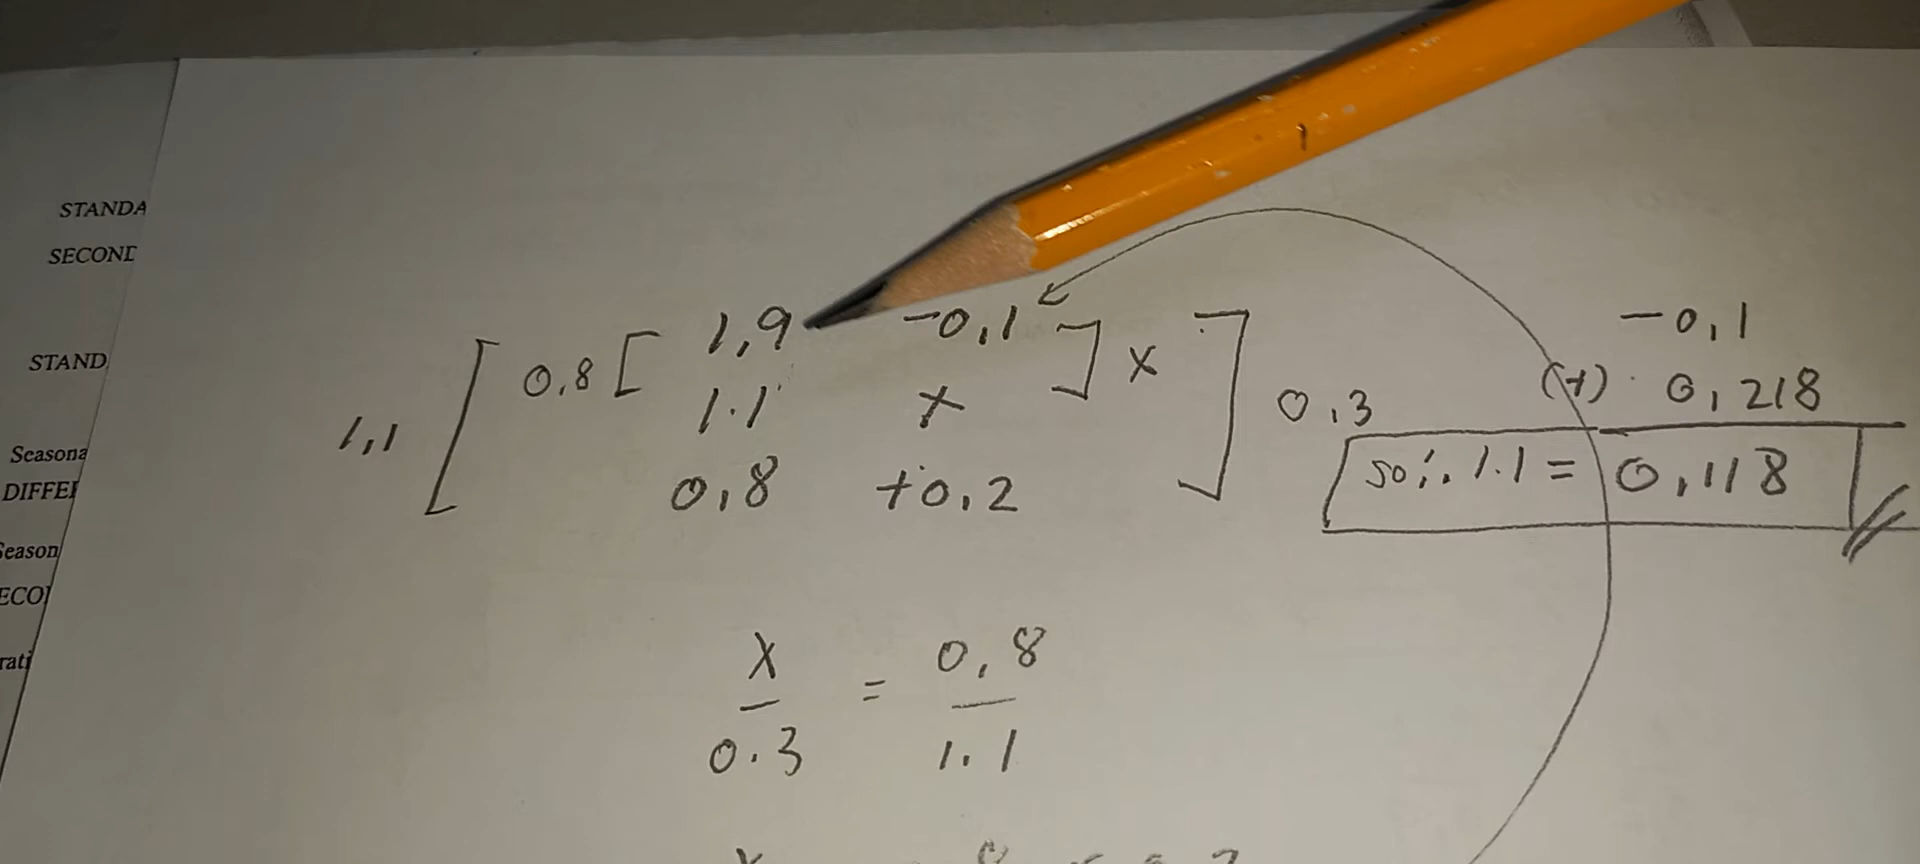 STANDA
SECOND
STAND
Seasona
DIFFE
Season
ECO
rati
1,9 -0,1
0.8 [ ] x
1,1 [ 1.1 x ] 0.3
0,8 +0.2
-0,1
(+) 0,218
so ∴ 1.1 = 0,118
x = 0,8
0.3 1.1